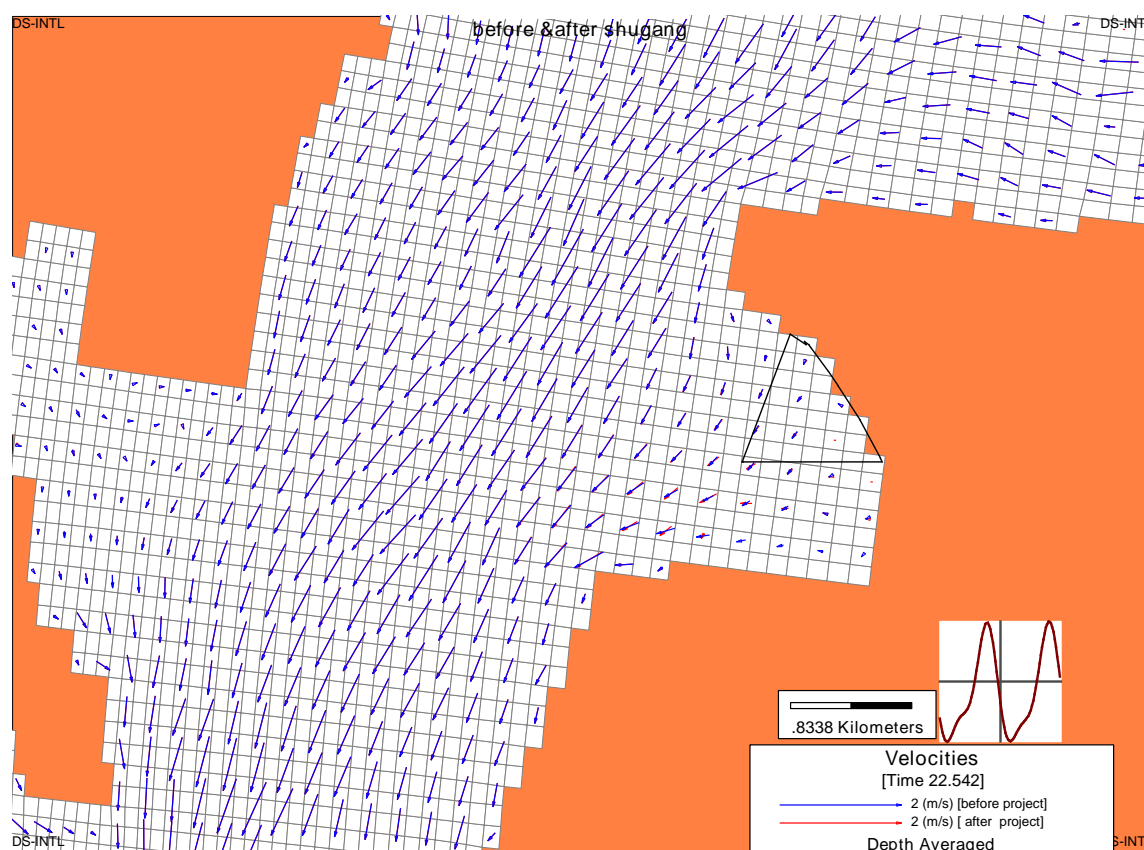 DS-INTL
before &after shugang
DS-INT
.8338 Kilometers
Velocities
[Time 22.542]
2 (m/s) [before project]
2 (m/s) [ after  project]
Depth Averaged
DS-INTL
S-INT